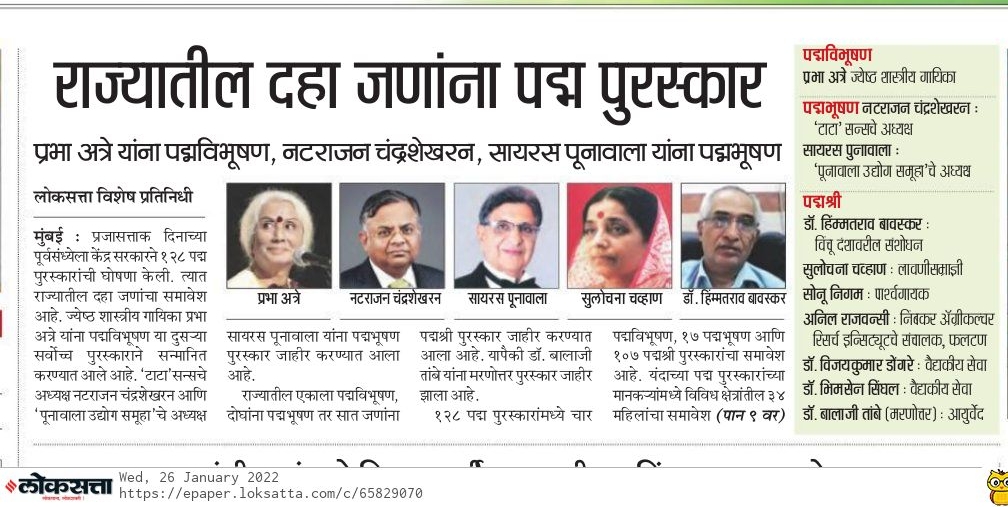 राज्यातील दहा जणांना पद्म पुरस्कार
प्रभा अत्रे यांना पद्मविभूषण, नटराजन चंद्रशेखरन, सायरस पूनावाला यांना पद्मभूषण
लोकसत्ता विशेष प्रतिनिधी
मुंबई : प्रजासत्ताक दिनाच्या
पूर्वसंध्येला केंद्र सरकारने १२८ पद्म
पुरस्कारांची घोषणा केली. त्यात
राज्यातील दहा जणांचा समावेश
आहे. ज्येष्ठ शास्त्रीय गायिका प्रभा
अत्रे यांना पद्मविभूषण या दुसऱ्या
सर्वोच्च पुरस्काराने सन्मानित
करण्यात आले आहे. ‘टाटा’सन्सचे
अध्यक्ष नटराजन चंद्रशेखरन आणि
‘पूनावाला उद्योग समूहा’चे अध्यक्ष
प्रभा अत्रे
नटराजन चंद्रशेखरन
सायरस पूनावाला
सुलोचना चव्हाण
डॉ. हिंमतराव बावस्कर
सायरस पूनावाला यांना पद्मभूषण
पुरस्कार जाहीर करण्यात आला
आहे.
राज्यातील एकाला पद्मविभूषण,
दोघांना पद्मभूषण तर सात जणांना
पद्मश्री पुरस्कार जाहीर करण्यात
आला आहे. यापैकी डॉ. बालाजी
तांबे यांना मरणोत्तर पुरस्कार जाहीर
झाला आहे.
१२८ पद्म पुरस्कारांमध्ये चार
पद्मविभूषण, १७ पद्मभूषण आणि
१०७ पद्मश्री पुरस्कारांचा समावेश
आहे. यंदाच्या पद्म पुरस्कारांच्या
मानकऱ्यांमध्ये विविध क्षेत्रांतील ३४
महिलांचा समावेश (पान ९ वर)
पद्मविभूषण
प्रभा अत्रे ज्येष्ठ शास्त्रीय गायिका
पद्मभूषण नटराजन चंद्रशेखरन :
‘टाटा’ सन्सचे अध्यक्ष
सायरस पुनावाला :
‘पूनावाला उद्योग समूहा’चे अध्यक्ष
पद्मश्री
डॉ. हिंम्मतराव बावस्कर :
विंचू दंशावरील संशोधन
सुलोचना चव्हाण : लावणीसम्राज्ञी
सोनू निगम : पार्श्वगायक
अनिल राजवन्सी : निंबकर ॲग्रीकल्चर
रिसर्च इन्सिट्यूटचे संचालक, फलटण
डॉ. विजयकुमार डोंगरे : वैद्यकीय सेवा
डॉ. भिमसेन सिंघल : वैद्यकीय सेवा
डॉ. बालाजी तांबे (मरणोत्तर) : आयुर्वेद
लोकसत्ता
Wed, 26 January 2022
https://epaper.loksatta.com/c/65829070